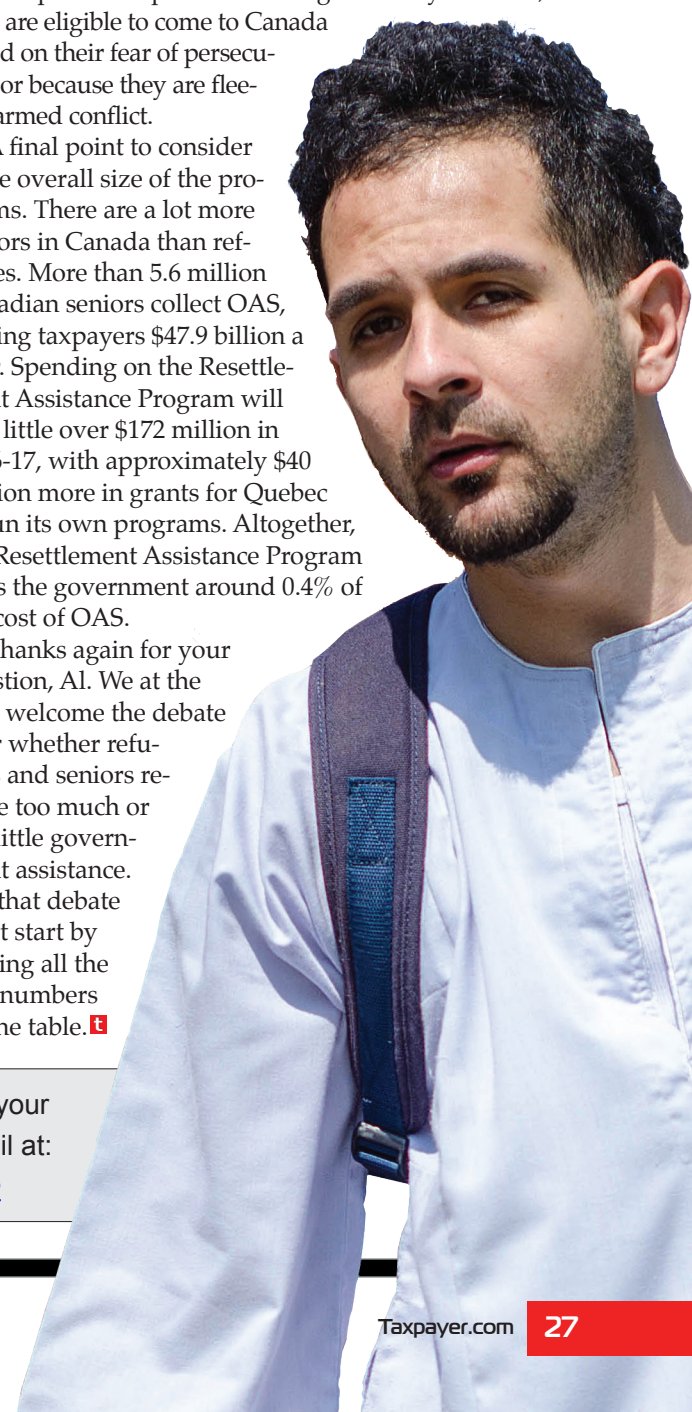 are eligible to come to Canada
d on their fear of persecu-
or because they are flee-
armed conflict.
final point to consider
e overall size of the pro-
ms. There are a lot more
ors in Canada than ref-
es. More than 5.6 million
adian seniors collect OAS,
ing taxpayers $47.9 billion a
. Spending on the Resettle-
t Assistance Program will
little over $172 million in
-17, with approximately $40
ion more in grants for Quebec
un its own programs. Altogether,
Resettlement Assistance Program
s the government around 0.4% of
cost of OAS.
hanks again for your
stion, Al. We at the
welcome the debate
r whether refu-
s and seniors re-
e too much or
little govern-
t assistance.
that debate
t start by
ing all the
numbers
he table. t
your
il at:
Taxpayer.com 27